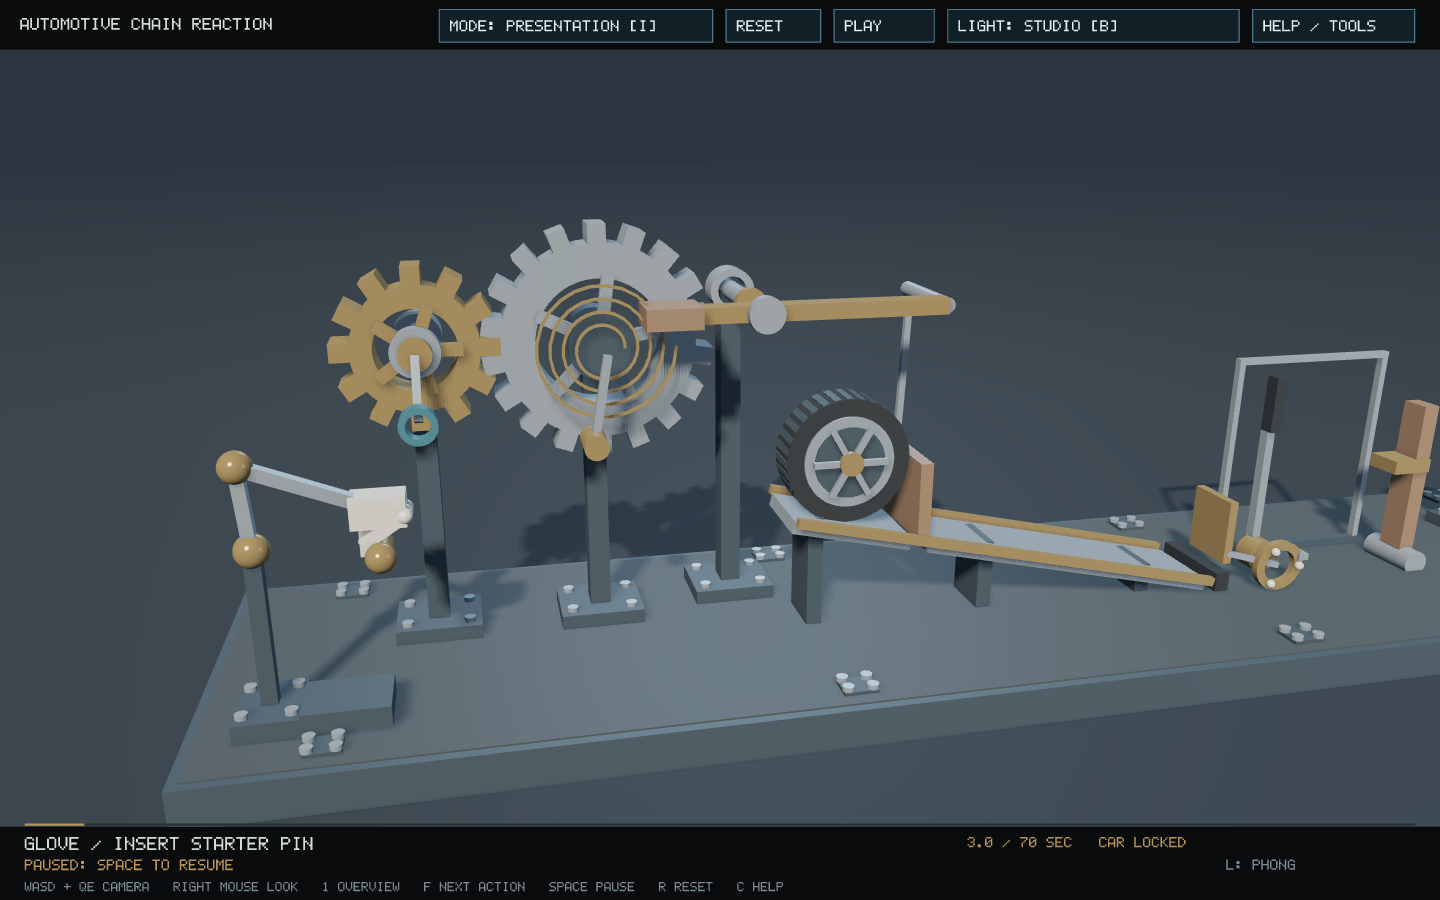 AUTOMOTIVE CHAIN REACTION
MODE: PRESENTATION [I]
RESET
PLAY
LIGHT: STUDIO [B]
HELP / TOOLS
GLOVE / INSERT STARTER PIN
3.0 / 70 SEC CAR LOCKED
PAUSED: SPACE TO RESUME
L: PHONG
WASD + QE CAMERA RIGHT MOUSE LOOK 1 OVERVIEW F NEXT ACTION SPACE PAUSE R RESET C HELP